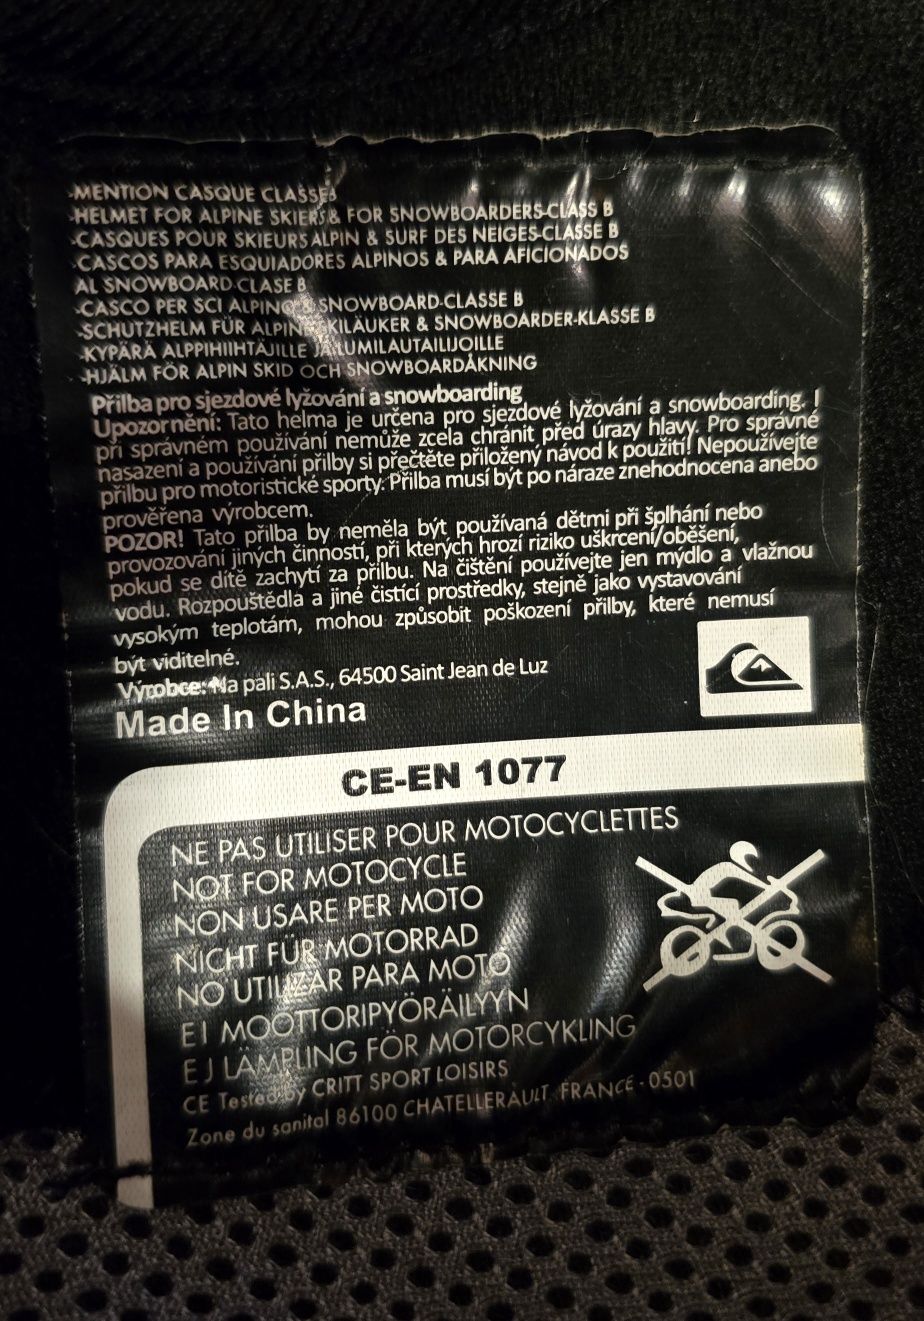 -MENTION CASQUE CLASSEB
-HELMET FOR ALPINE SKIERS & FOR SNOWBOARDERS-CLASS B
-CASQUES POUR SKIEURS ALPIN & SURF DES NEIGES-CLASSE B
-CASCOS PARA ESQUIADORES ALPINOS & PARA AFICIONADOS
AL SNOWBOARD-CLASE B
-CASCO PER SCI ALPINO & SNOWBOARD-CLASSE B
-SCHUTZHELM FÜR ALPIN SKILÄUKER & SNOWBOARDER-KLASSE B
-KYPÄRÄ ALPPIHIIHTÄJILLE JA LUMILAUTAILIJOILLE
-HJÄLM FÖR ALPIN SKID OCH SNOWBOARDÅKNING
Přilba pro sjezdové lyžování a snowboarding
Upozornění: Tato helma je určena pro sjezdové lyžování a snowboarding. I
při správném používání nemůže zcela chránit před úrazy hlavy. Pro správné
nasazení a používání přilby si přečtěte přiložený návod k použití! Nepoužívejte
přilbu pro motoristické sporty. Přilba musí být po náraze znehodnocena anebo
prověřena výrobcem.
POZOR! Tato přilba by neměla být používaná dětmi při šplhání nebo
provozování jiných činností, při kterých hrozí riziko uškrcení/oběšení,
pokud se dítě zachytí za přilbu. Na čištění používejte jen mýdlo a vlažnou
vodu. Rozpouštědla a jiné čistící prostředky, stejně jako vystavování
vysokým teplotám, mohou způsobit poškození přilby, které nemusí
být viditelné.
Výrobce: Na pali S.A.S., 64500 Saint Jean de Luz
Made In China
CE-EN 1077
NE PAS UTILISER POUR MOTOCYCLETTES
NOT FOR MOTOCYCLE
NON USARE PER MOTO
NICHT FÜR MOTORRAD
NO UTILIZAR PARA MOTO
EI MOOTTORIPYÖRÄILYYN
EJ LÄMPLING FÖR MOTORCYKLING
CE Tested by CRITT SPORT LOISIRS
Zone du sanital 86100 CHATELLERAULT FRANCE - 0501